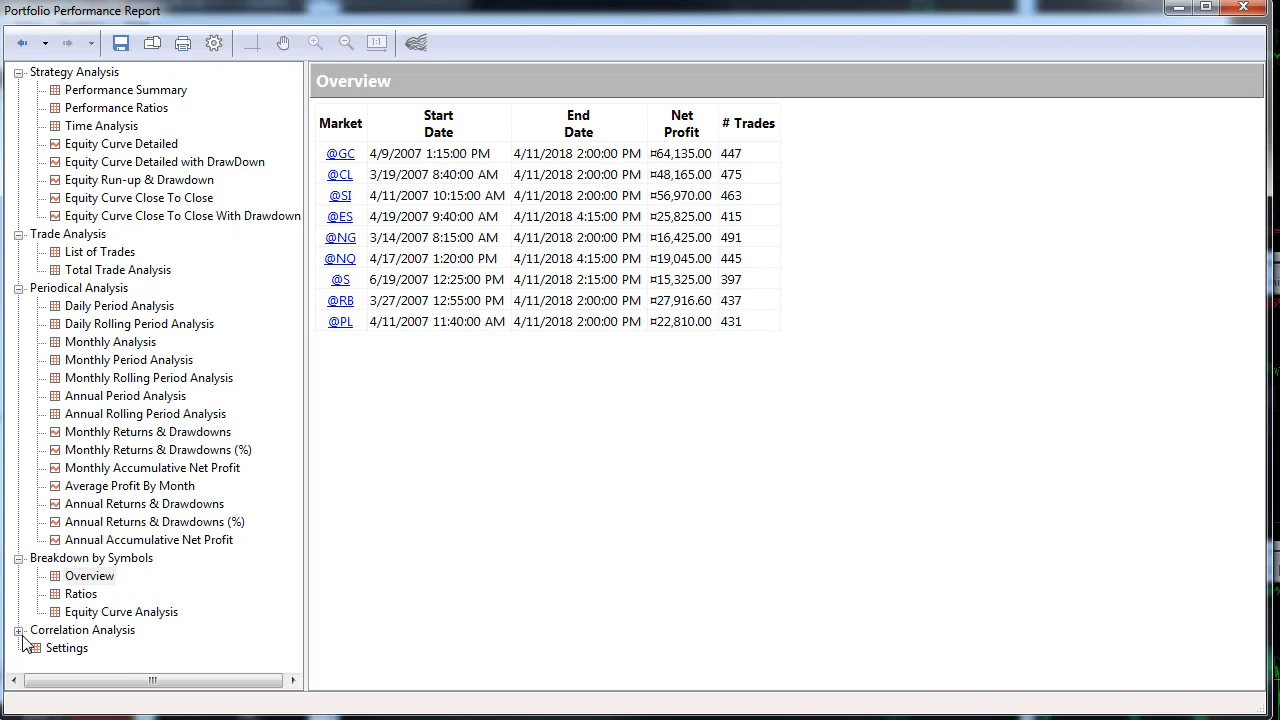 Portfolio Performance Report
1:1
Strategy Analysis
Performance Summary
Performance Ratios
Time Analysis
Equity Curve Detailed
Equity Curve Detailed with DrawDown
Equity Run-up & Drawdown
Equity Curve Close To Close
Equity Curve Close To Close With Drawdown
Trade Analysis
List of Trades
Total Trade Analysis
Periodical Analysis
Daily Period Analysis
Daily Rolling Period Analysis
Monthly Analysis
Monthly Period Analysis
Monthly Rolling Period Analysis
Annual Period Analysis
Annual Rolling Period Analysis
Monthly Returns & Drawdowns
Monthly Returns & Drawdowns (%)
Monthly Accumulative Net Profit
Average Profit By Month
Annual Returns & Drawdowns
Annual Returns & Drawdowns (%)
Annual Accumulative Net Profit
Breakdown by Symbols
Overview
Ratios
Equity Curve Analysis
Correlation Analysis
Settings
Overview
Market Start Date End Date Net Profit # Trades
@GC 4/9/2007 1:15:00 PM 4/11/2018 2:00:00 PM ¤64,135.00 447
@CL 3/19/2007 8:40:00 AM 4/11/2018 2:00:00 PM ¤48,165.00 475
@SI 4/11/2007 10:15:00 AM 4/11/2018 2:00:00 PM ¤56,970.00 463
@ES 4/19/2007 9:40:00 AM 4/11/2018 4:15:00 PM ¤25,825.00 415
@NG 3/14/2007 8:15:00 AM 4/11/2018 2:00:00 PM ¤16,425.00 491
@NQ 4/17/2007 1:20:00 PM 4/11/2018 4:15:00 PM ¤19,045.00 445
@S 6/19/2007 12:25:00 PM 4/11/2018 2:15:00 PM ¤15,325.00 397
@RB 3/27/2007 12:55:00 PM 4/11/2018 2:00:00 PM ¤27,916.60 437
@PL 4/11/2007 11:40:00 AM 4/11/2018 2:00:00 PM ¤22,810.00 431